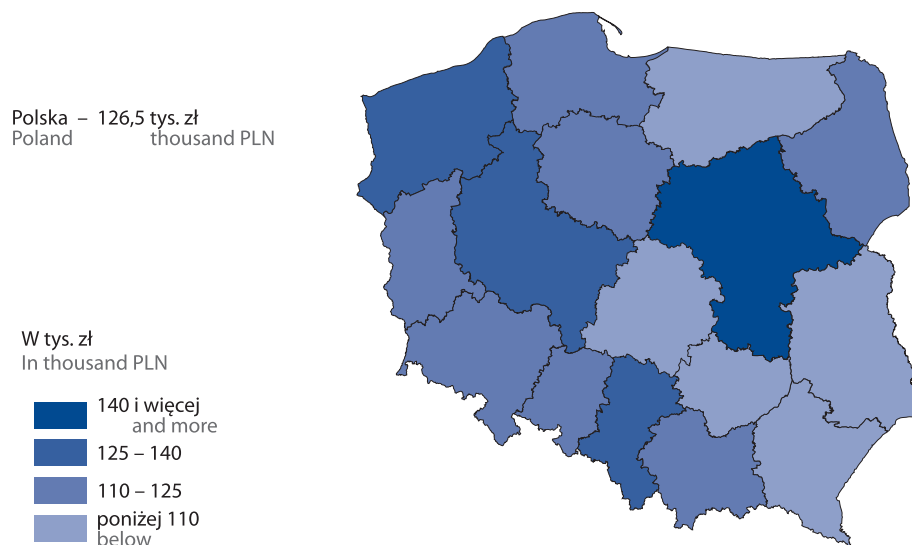 Polska – 126,5 tys. zł
Poland thousand PLN
W tys. zł
In thousand PLN
140 i więcej
and more
125 – 140
110 – 125
poniżej 110
below